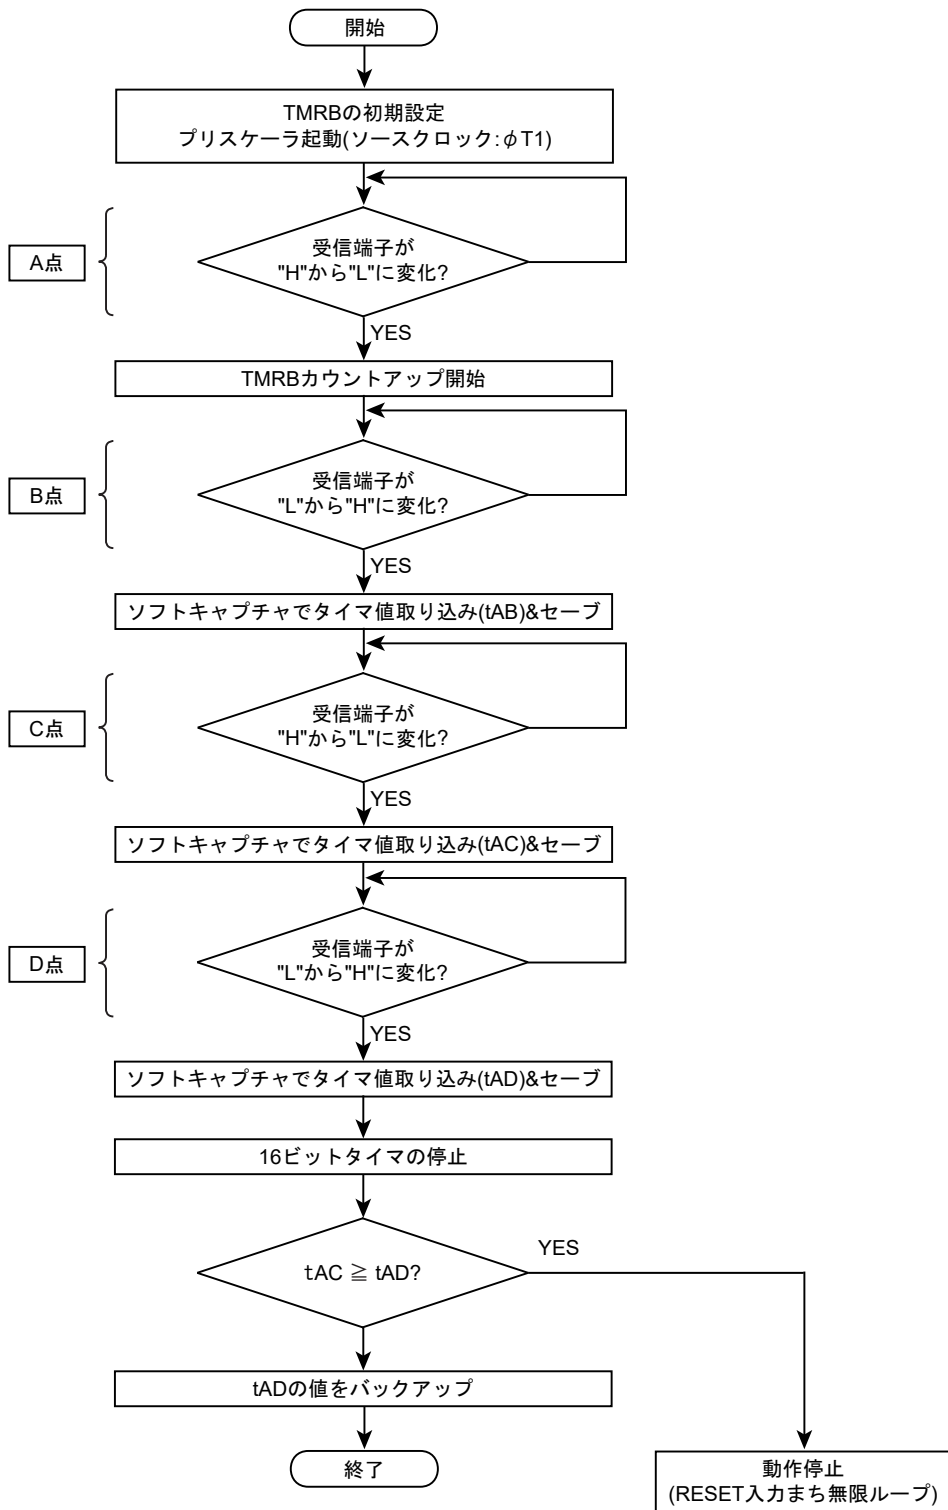 開始
TMRBの初期設定
プリスケーラ起動(ソースクロック:φT1)
A点
受信端子が
"H"から"L"に変化?
YES
TMRBカウントアップ開始
B点
受信端子が
"L"から"H"に変化?
YES
ソフトキャプチャでタイマ値取り込み(tAB)&セーブ
C点
受信端子が
"H"から"L"に変化?
YES
ソフトキャプチャでタイマ値取り込み(tAC)&セーブ
D点
受信端子が
"L"から"H"に変化?
YES
ソフトキャプチャでタイマ値取り込み(tAD)&セーブ
16ビットタイマの停止
tAC ≧ tAD?
YES
tADの値をバックアップ
終了
動作停止
(RESET入力まち無限ループ)